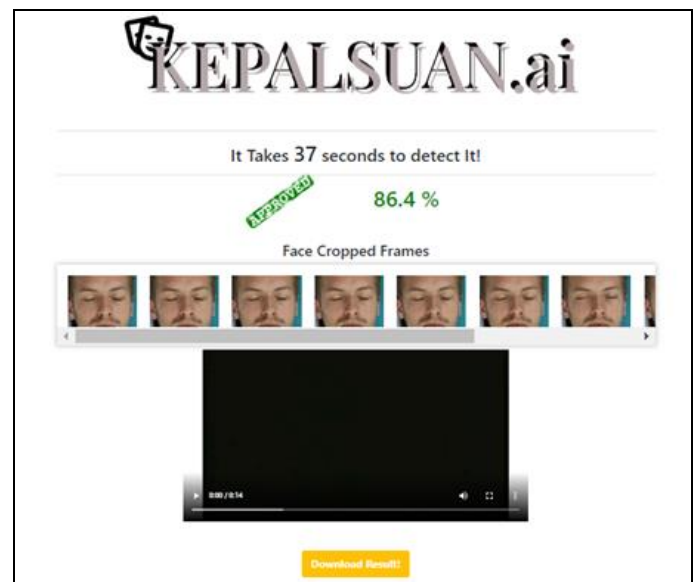 KEPALSUAN.ai
It Takes 37 seconds to detect It!
APPROVED
86.4 %
Face Cropped Frames
0:00 / 0:14
Download Result!